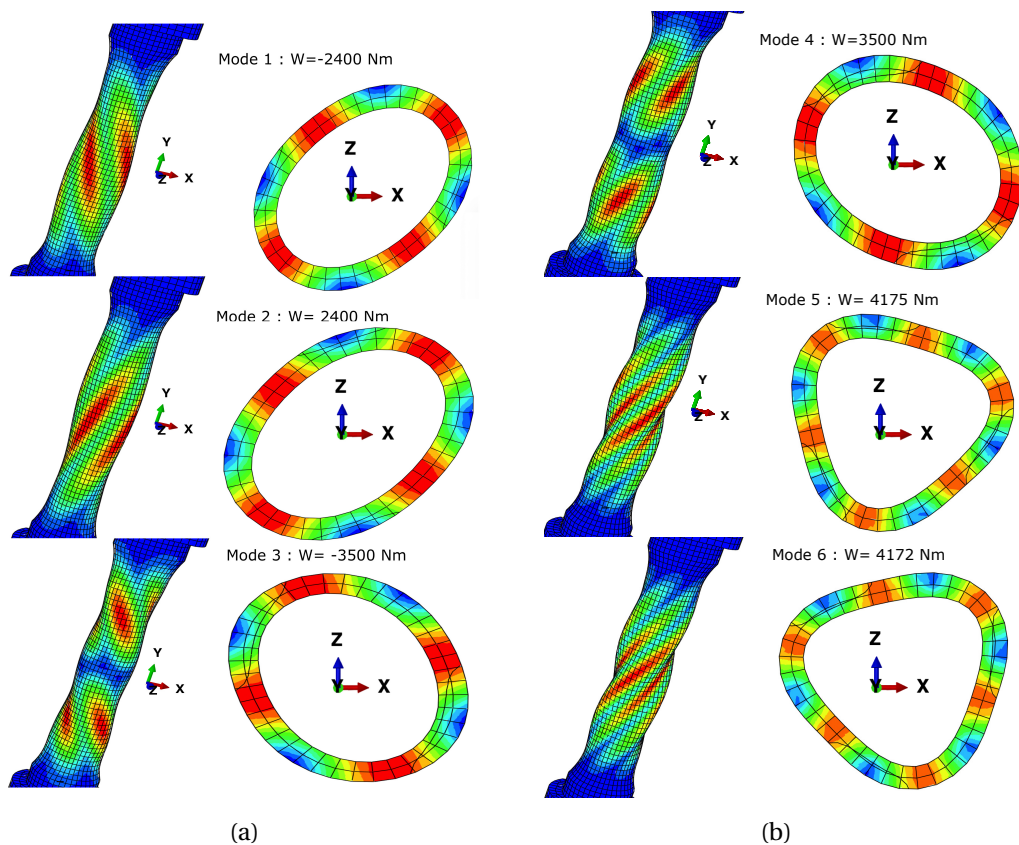 Mode 1 : W=-2400 Nm
Z
Y X
Y
Z X
Mode 2 : W= 2400 Nm
Z
Y X
Y
Z X
Mode 3 : W= -3500 Nm
Z
Y X
Y
Z X
(a)
Mode 4 : W=3500 Nm
Z
Y X
Y
Z X
Mode 5 : W= 4175 Nm
Z
Y X
Y
Z X
Mode 6 : W= 4172 Nm
Z
Y X
(b)